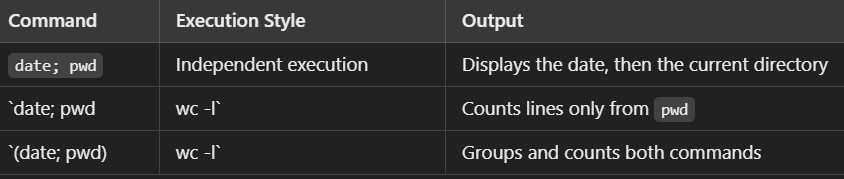 Command Execution Style Output
date; pwd Independent execution Displays the date, then the current directory
`date; pwd wc -l` Counts lines only from pwd
`(date; pwd) wc -l` Groups and counts both commands